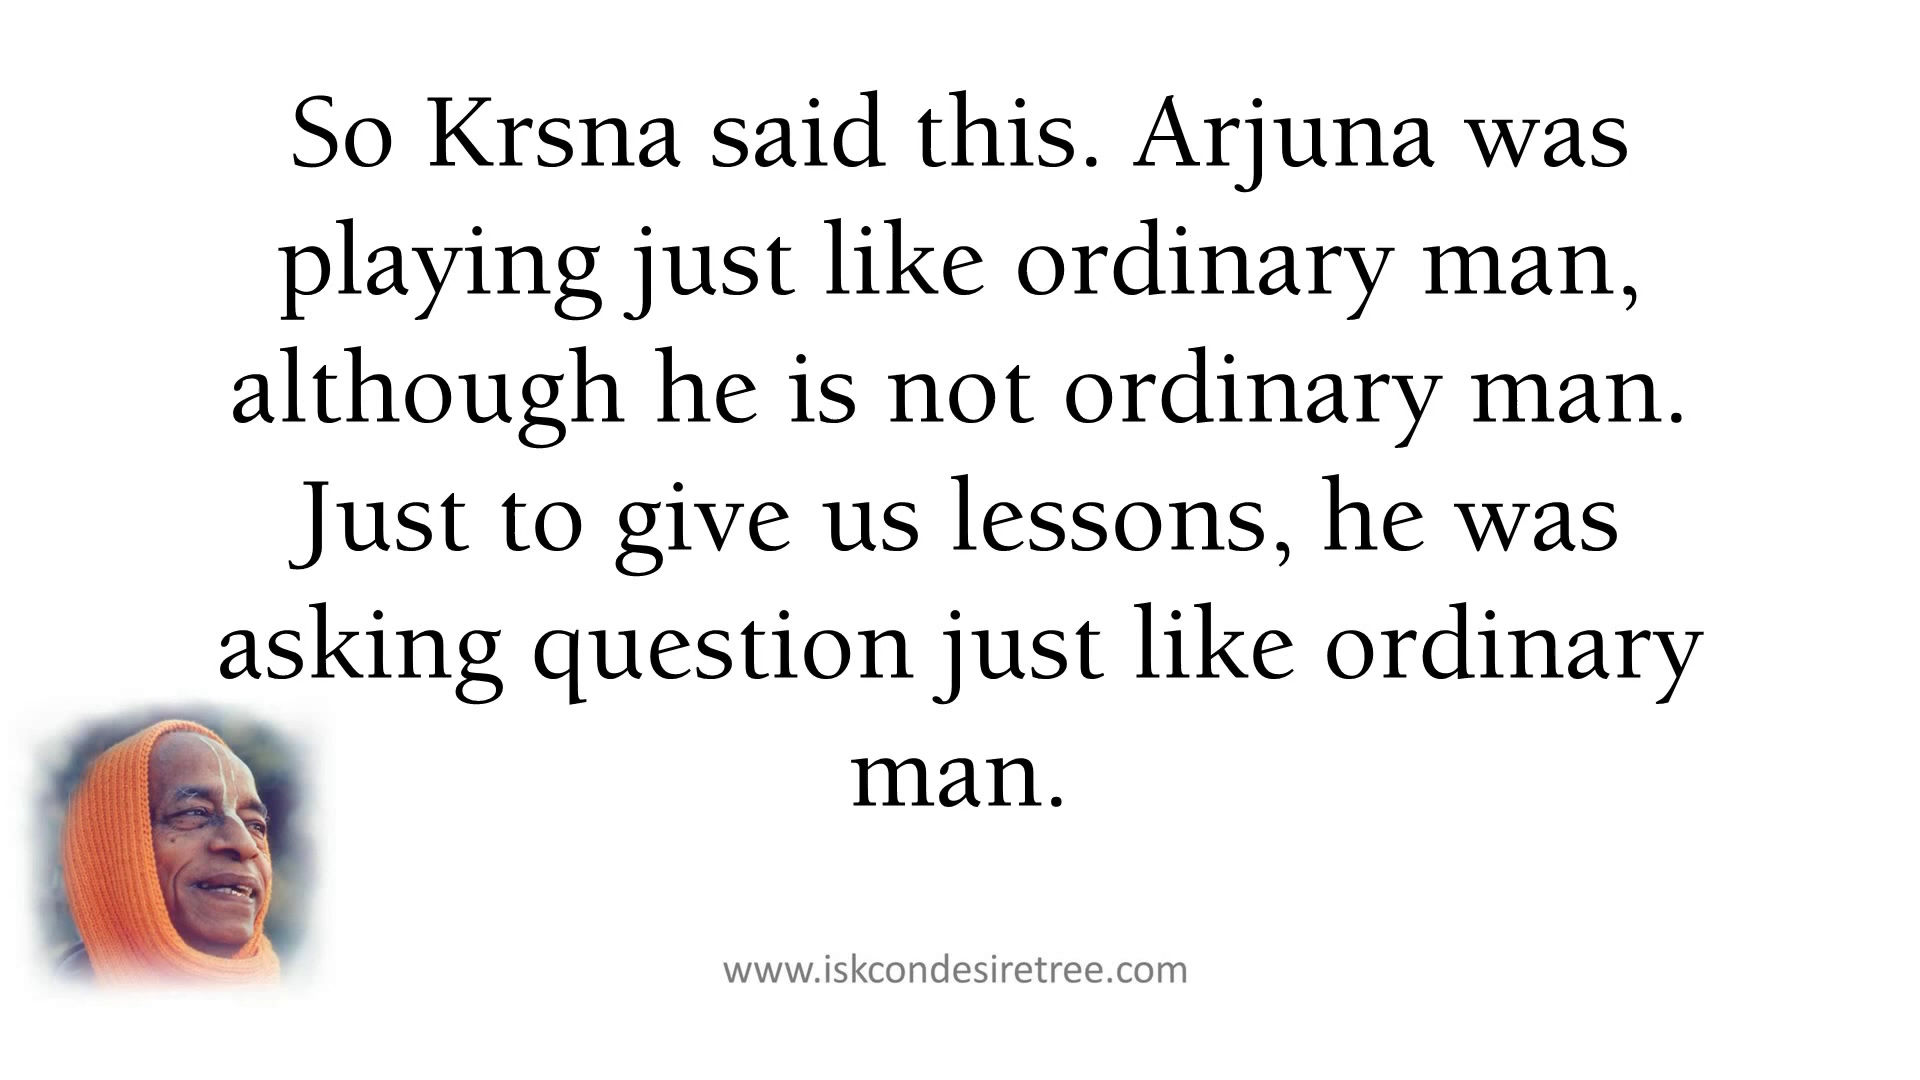 So Krsna said this. Arjuna was
playing just like ordinary man,
although he is not ordinary man.
Just to give us lessons, he was
asking question just like ordinary
man.
www.iskcondesiretree.com